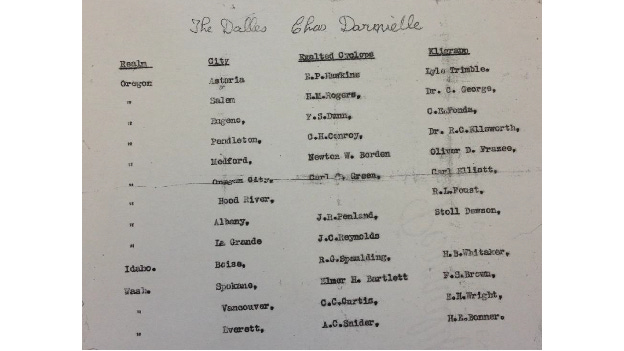 The Dalles Chas
Realm City Exalted Cyclops
Oregon Astoria Lyle Trimble.
" Salem H.M.Rogers, Dr. C. George,
" Eugene, F.S.Dunn, C.E.Fonda,
" Pendleton, C.H.Conroy, Dr. R.C.Ellsworth,
" Medford, Newton W. Borden Oliver D. Frazee,
" Oregon City. Carl Green, Carl Elliott,
" Hood River, R.L.Foust,
" Albany, J.R.Penland, Stoll Dawson,
" La Grande J.C.Reynolds
Idaho. Boise, R.G.Spaulding, H.B.Whitaker,
Wash. Spokane, Elmer H. Bartlett F.S.Brown,
" Vancouver, C.C.Curtis, E.N.Wright,
" Everett, A.C.Snider, H.E.Bonner.